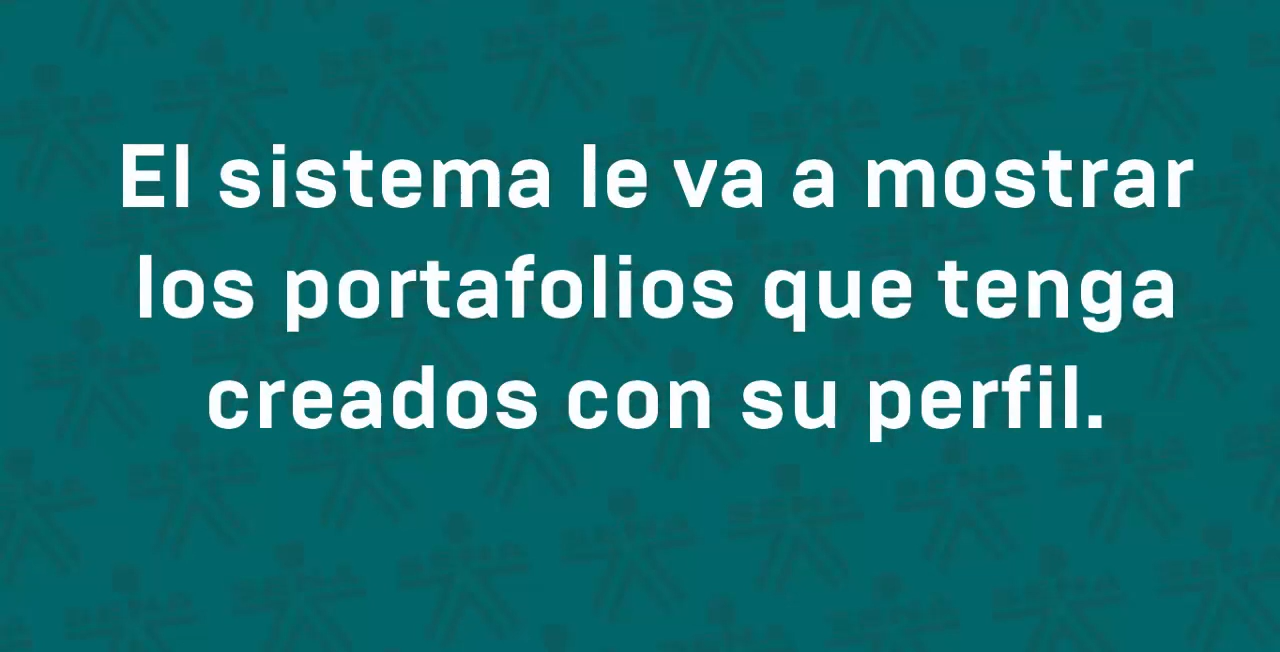 El sistema le va a mostrar
los portafolios que tenga
creados con su perfil.